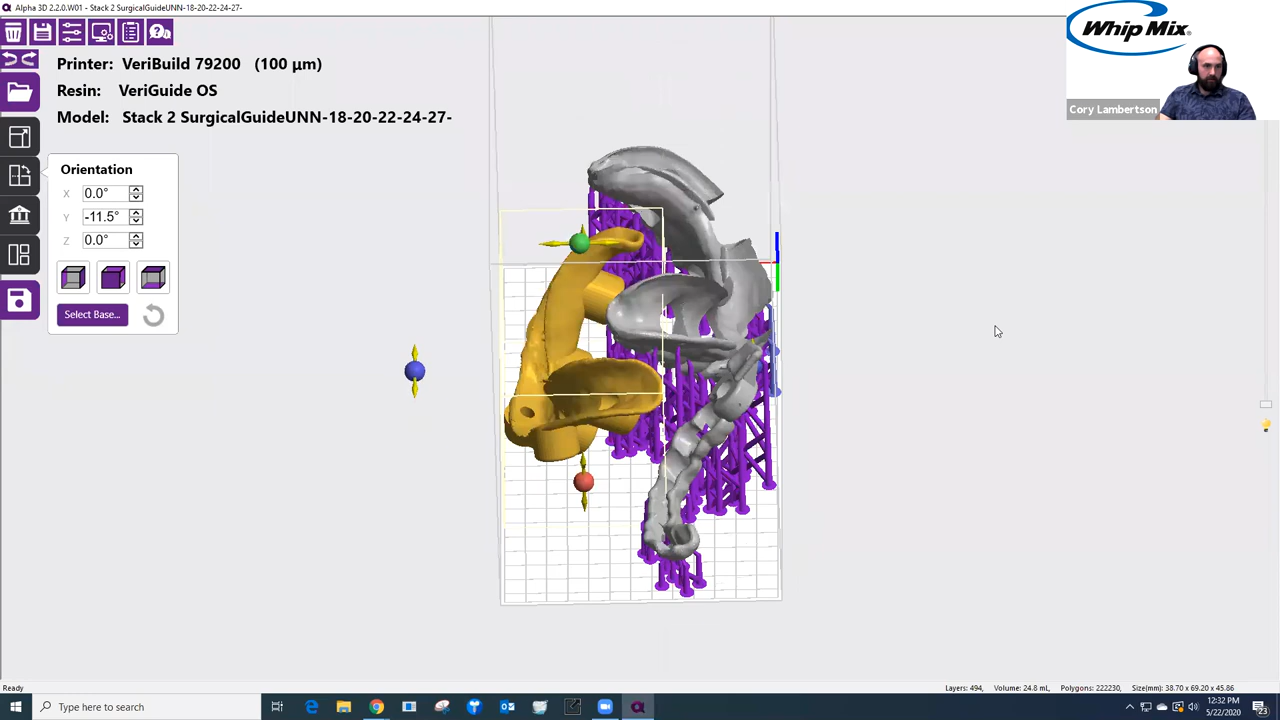 Alpha 3D 2.2.0.W01 - Stack 2 SurgicalGuideUNN-18-20-22-24-27-
Whip Mix®
Cory Lambertson
Printer: VeriBuild 79200 (100 µm)
Resin: VeriGuide OS
Model: Stack 2 SurgicalGuideUNN-18-20-22-24-27-
Orientation
X 0.0°
Y -11.5°
Z 0.0°
Select Base...
Ready
Layers: 494, Volume: 24.8 mL, Polygons: 222230, Size(mm): 38.70 x 69.20 x 45.86
Type here to search
12:32 PM
5/22/2020
23